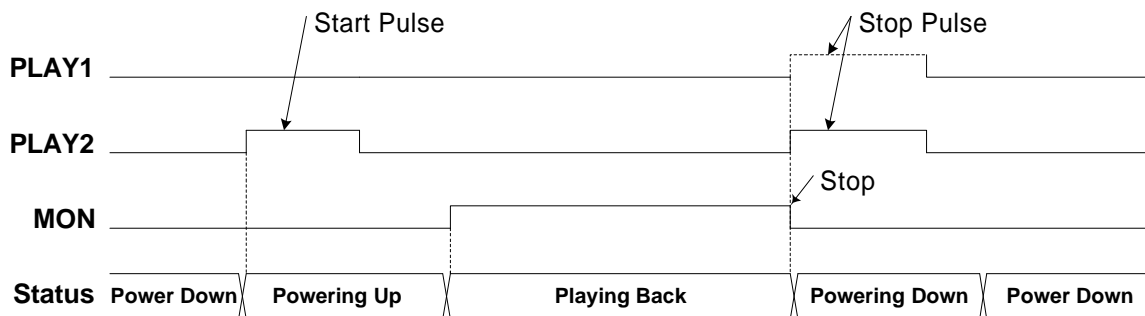 Start Pulse
Stop Pulse
PLAY1
PLAY2
Stop
MON
Status
Power Down
Powering Up
Playing Back
Powering Down
Power Down